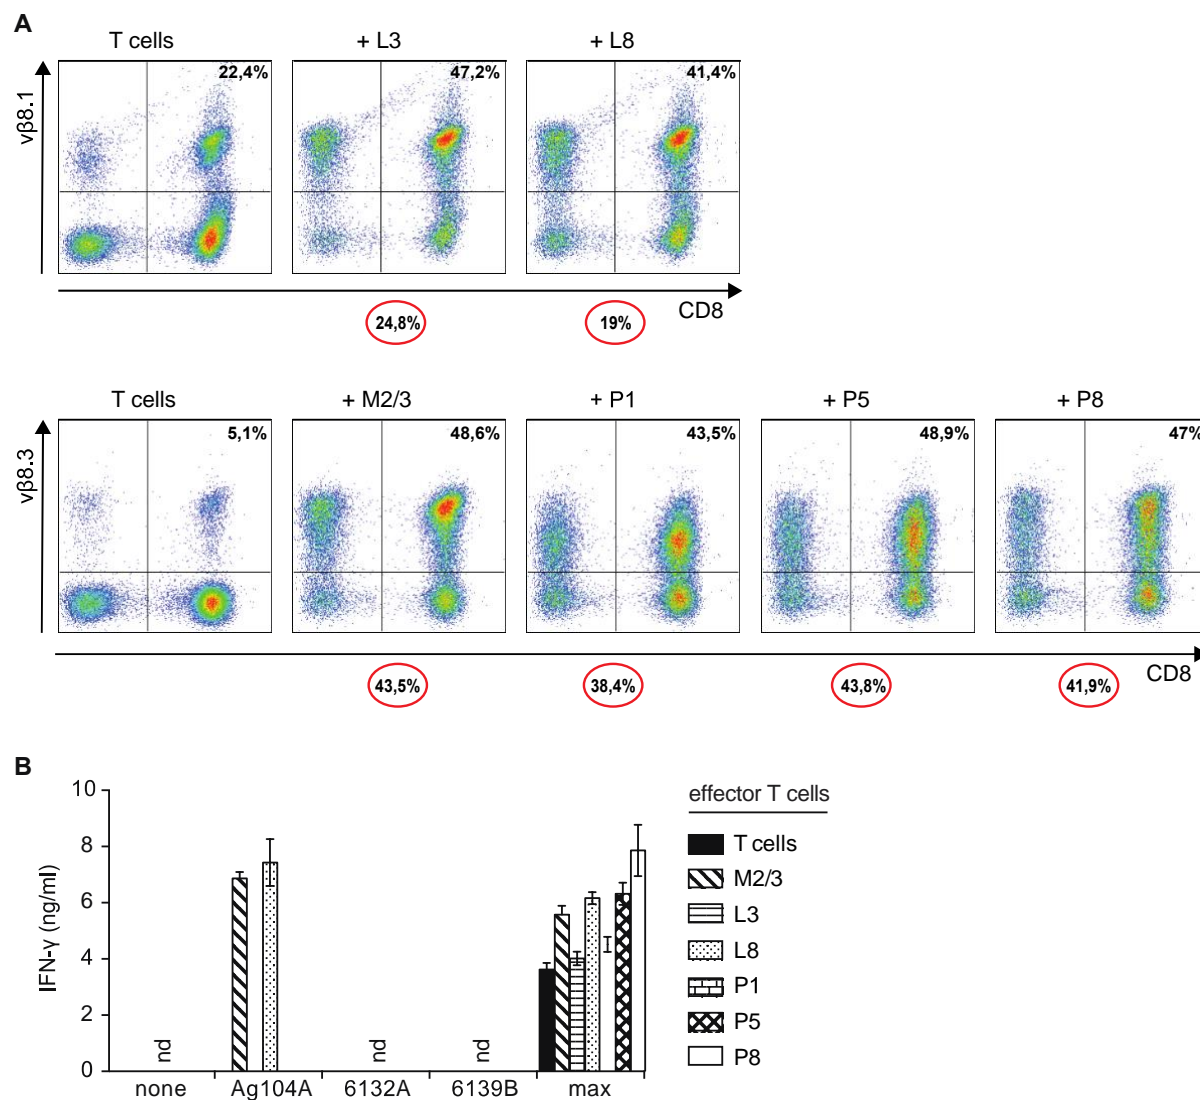 A
T cells
+ L3
+ L8
22,4%
47,2%
41,4%
vβ8.1
CD8
24,8%
19%
T cells
+ M2/3
+ P1
+ P5
+ P8
5,1%
48,6%
43,5%
48,9%
47%
vβ8.3
CD8
43,5%
38,4%
43,8%
41,9%
B
IFN-γ (ng/ml)
10
8
6
4
2
0
nd
nd
nd
none
Ag104A
6132A
6139B
max
effector T cells
T cells
M2/3
L3
L8
P1
P5
P8